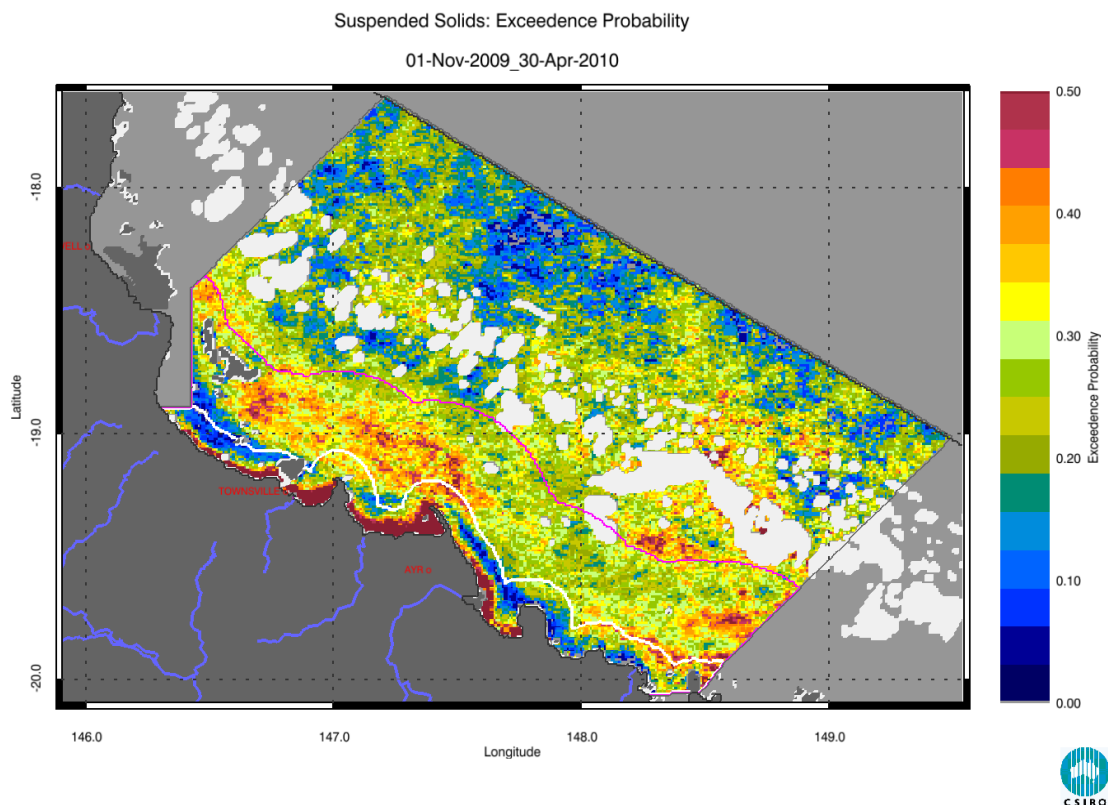 Suspended Solids: Exceedence Probability
01-Nov-2009_30-Apr-2010
0.50
-18.0
ELL o
0.40
Latitude
0.30
Exceedence Probability
-19.0
0.20
TOWNSVILLE
AYR o
0.10
-20.0
0.00
146.0 147.0 148.0 149.0
Longitude
CSIRO